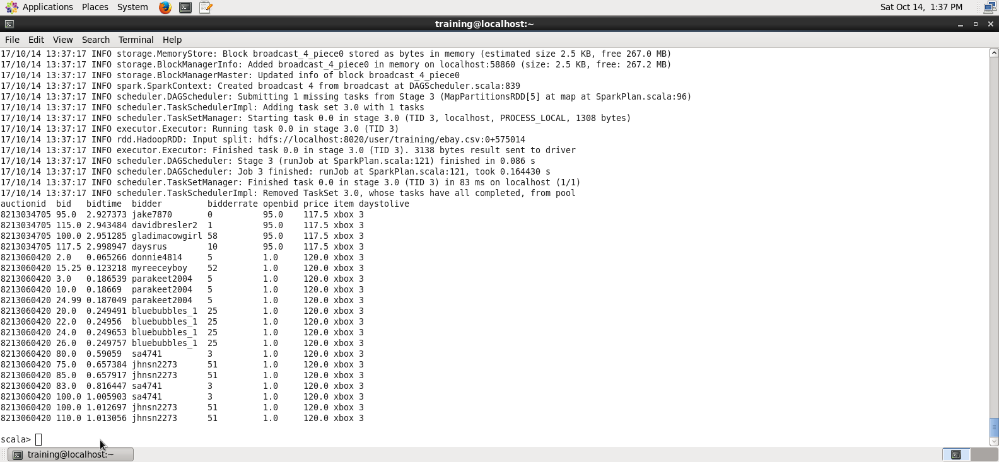 Applications Places System Sat Oct 14, 1:37 PM
training@localhost:~
File Edit View Search Terminal Help
17/10/14 13:37:17 INFO storage.MemoryStore: Block broadcast_4_piece0 stored as bytes in memory (estimated size 2.5 KB, free 267.0 MB)
17/10/14 13:37:17 INFO storage.BlockManagerInfo: Added broadcast_4_piece0 in memory on localhost:58860 (size: 2.5 KB, free: 267.2 MB)
17/10/14 13:37:17 INFO storage.BlockManagerMaster: Updated info of block broadcast_4_piece0
17/10/14 13:37:17 INFO spark.SparkContext: Created broadcast 4 from broadcast at DAGScheduler.scala:839
17/10/14 13:37:17 INFO scheduler.DAGScheduler: Submitting 1 missing tasks from Stage 3 (MapPartitionsRDD[5] at map at SparkPlan.scala:96)
17/10/14 13:37:17 INFO scheduler.TaskSchedulerImpl: Adding task set 3.0 with 1 tasks
17/10/14 13:37:17 INFO scheduler.TaskSetManager: Starting task 0.0 in stage 3.0 (TID 3, localhost, PROCESS_LOCAL, 1308 bytes)
17/10/14 13:37:17 INFO executor.Executor: Running task 0.0 in stage 3.0 (TID 3)
17/10/14 13:37:17 INFO rdd.HadoopRDD: Input split: hdfs://localhost:8020/user/training/ebay.csv:0+575014
17/10/14 13:37:17 INFO executor.Executor: Finished task 0.0 in stage 3.0 (TID 3). 3138 bytes result sent to driver
17/10/14 13:37:17 INFO scheduler.DAGScheduler: Stage 3 (runJob at SparkPlan.scala:121) finished in 0.086 s
17/10/14 13:37:17 INFO scheduler.DAGScheduler: Job 3 finished: runJob at SparkPlan.scala:121, took 0.164430 s
17/10/14 13:37:17 INFO scheduler.TaskSetManager: Finished task 0.0 in stage 3.0 (TID 3) in 83 ms on localhost (1/1)
17/10/14 13:37:17 INFO scheduler.TaskSchedulerImpl: Removed TaskSet 3.0, whose tasks have all completed, from pool
auctionid bid bidtime bidder bidderrate openbid price item daystolive
8213034705 95.0 2.927373 jake7870 0 95.0 117.5 xbox 3
8213034705 115.0 2.943484 davidbresler2 1 95.0 117.5 xbox 3
8213034705 100.0 2.951285 gladimacowgirl 58 95.0 117.5 xbox 3
8213034705 117.5 2.998947 daysrus 10 95.0 117.5 xbox 3
8213060420 2.0 0.065266 donnie4814 5 1.0 120.0 xbox 3
8213060420 15.25 0.123218 myreeceyboy 52 1.0 120.0 xbox 3
8213060420 3.0 0.186539 parakeet2004 5 1.0 120.0 xbox 3
8213060420 10.0 0.18669 parakeet2004 5 1.0 120.0 xbox 3
8213060420 24.99 0.187049 parakeet2004 5 1.0 120.0 xbox 3
8213060420 20.0 0.249491 bluebubbles_1 25 1.0 120.0 xbox 3
8213060420 22.0 0.24956 bluebubbles_1 25 1.0 120.0 xbox 3
8213060420 24.0 0.249653 bluebubbles_1 25 1.0 120.0 xbox 3
8213060420 26.0 0.249757 bluebubbles_1 25 1.0 120.0 xbox 3
8213060420 80.0 0.59059 sa4741 3 1.0 120.0 xbox 3
8213060420 75.0 0.657384 jhnsn2273 51 1.0 120.0 xbox 3
8213060420 85.0 0.657917 jhnsn2273 51 1.0 120.0 xbox 3
8213060420 83.0 0.816447 sa4741 3 1.0 120.0 xbox 3
8213060420 100.0 1.005903 sa4741 3 1.0 120.0 xbox 3
8213060420 100.0 1.012697 jhnsn2273 51 1.0 120.0 xbox 3
8213060420 110.0 1.013056 jhnsn2273 51 1.0 120.0 xbox 3
scala>
training@localhost:~